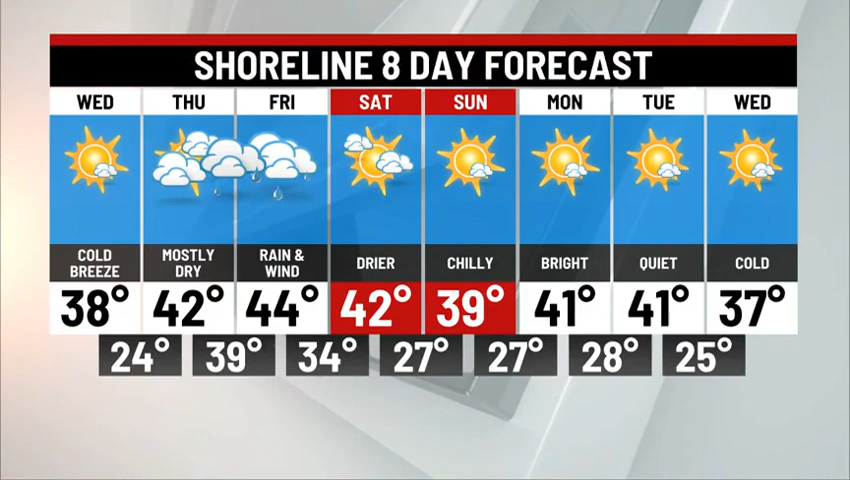 SHORELINE 8 DAY FORECAST
WED THU FRI SAT SUN MON TUE WED
COLD BREEZE MOSTLY DRY RAIN & WIND DRIER CHILLY BRIGHT QUIET COLD
38° 42° 44° 42° 39° 41° 41° 37°
24° 39° 34° 27° 27° 28° 25°